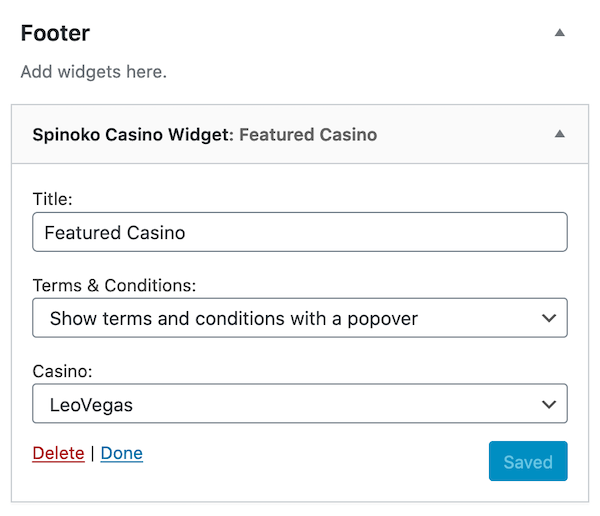 Footer
Add widgets here.
Spinoko Casino Widget: Featured Casino
Title:
Featured Casino
Terms & Conditions:
Show terms and conditions with a popover
Casino:
LeoVegas
Delete | Done
Saved